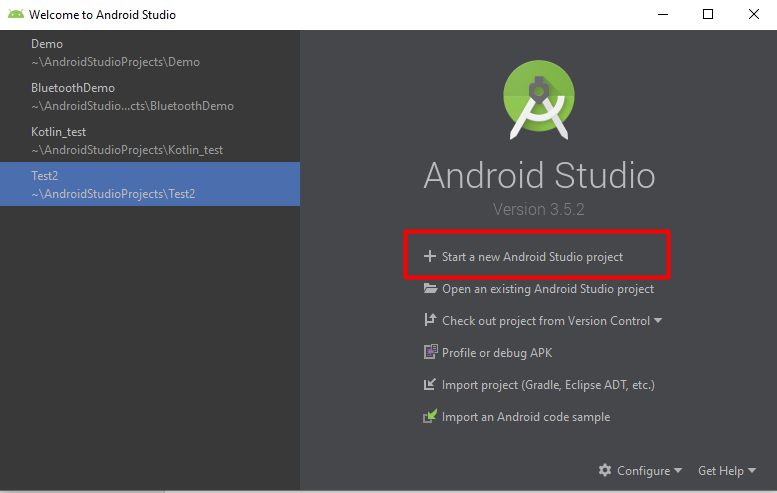 Welcome to Android Studio
Demo
~\AndroidStudioProjects\Demo
BluetoothDemo
~\AndroidStudio...cts\BluetoothDemo
Kotlin_test
~\AndroidStudioProjects\Kotlin_test
Test2
~\AndroidStudioProjects\Test2
Android Studio
Version 3.5.2
Start a new Android Studio project
Open an existing Android Studio project
Check out project from Version Control
Profile or debug APK
Import project (Gradle, Eclipse ADT, etc.)
Import an Android code sample
Configure
Get Help